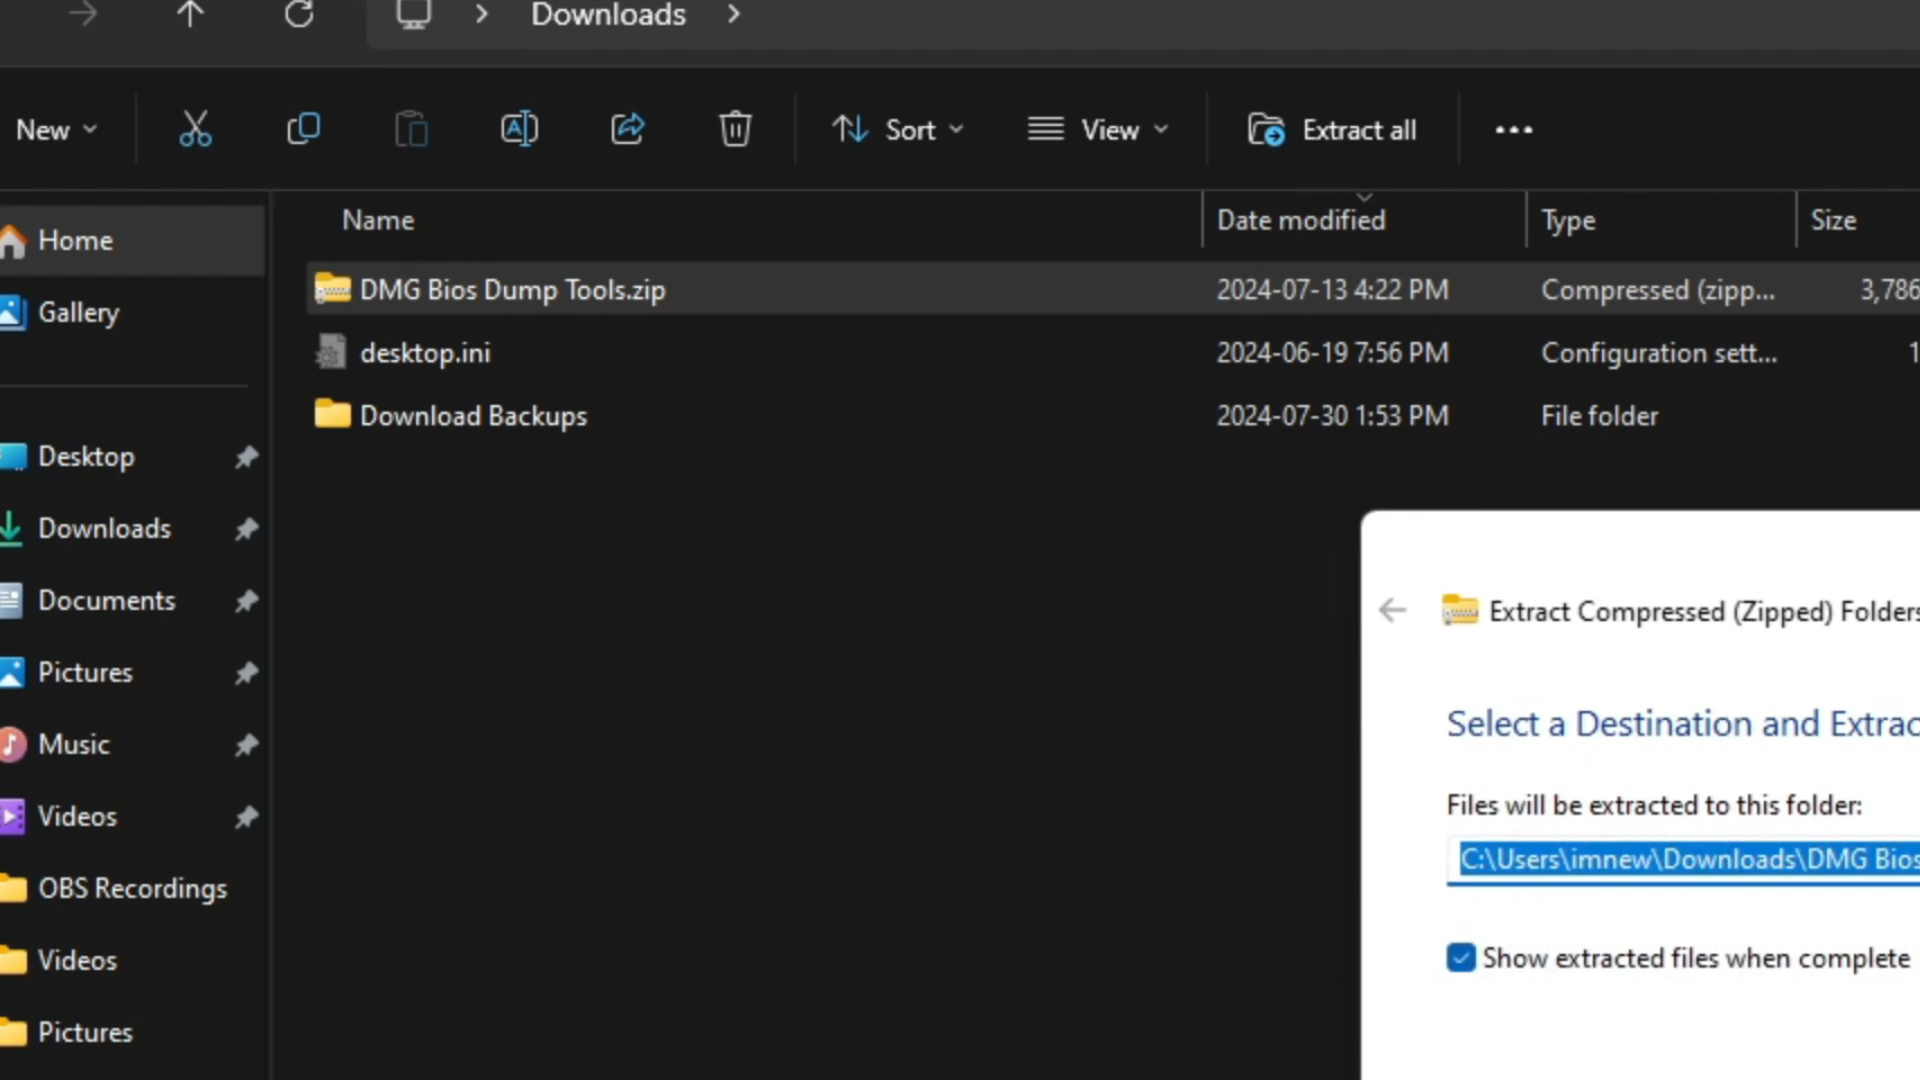 Downloads
New
Sort
View
Extract all
Name
Date modified
Type
Size
DMG Bios Dump Tools.zip
2024-07-13 4:22 PM
Compressed (zipp...
3,786
desktop.ini
2024-06-19 7:56 PM
Configuration sett...
1
Download Backups
2024-07-30 1:53 PM
File folder
Home
Gallery
Desktop
Downloads
Documents
Pictures
Music
Videos
OBS Recordings
Videos
Pictures
Extract Compressed (Zipped) Folders
Select a Destination and Extrac
Files will be extracted to this folder:
C:\Users\imnew\Downloads\DMG Bios
Show extracted files when complete